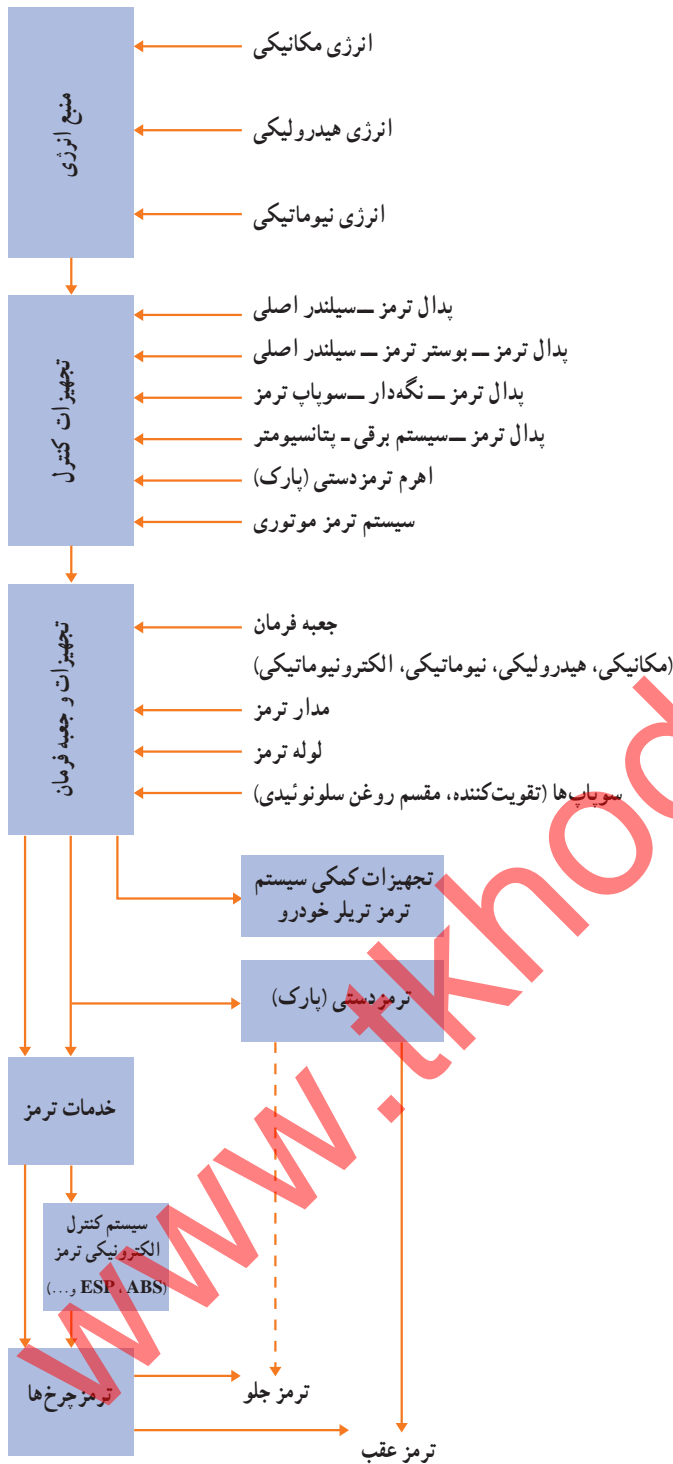 منبع انرژی
انرژی مکانیکی
انرژی هیدرولیکی
انرژی نیوماتیکی
تجهیزات کنترل
پدال ترمز ــ سیلندر اصلی
پدال ترمز ــ بوستر ترمز ــ سیلندر اصلی
پدال ترمز ــ نگه‌دار ــ سوپاپ ترمز
پدال ترمز ــ سیستم برقی ـ پتانسیومتر
اهرم ترمزدستی (پارک)
سیستم ترمز موتوری
تجهیزات و جعبه فرمان
جعبه فرمان
(مکانیکی، هیدرولیکی، نیوماتیکی، الکترونیوماتیکی)
مدار ترمز
لوله ترمز
سوپاپ‌ها (تقویت‌کننده، مقسم روغن سلونوئیدی)
تجهیزات کمکی سیستم
ترمز تریلر خودرو
ترمزدستی (پارک)
خدمات ترمز
سیستم کنترل
الکترونیکی ترمز
(ESP ، ABS و...)
ترمز چرخ‌ها
ترمز جلو
ترمز عقب
www.tkhod